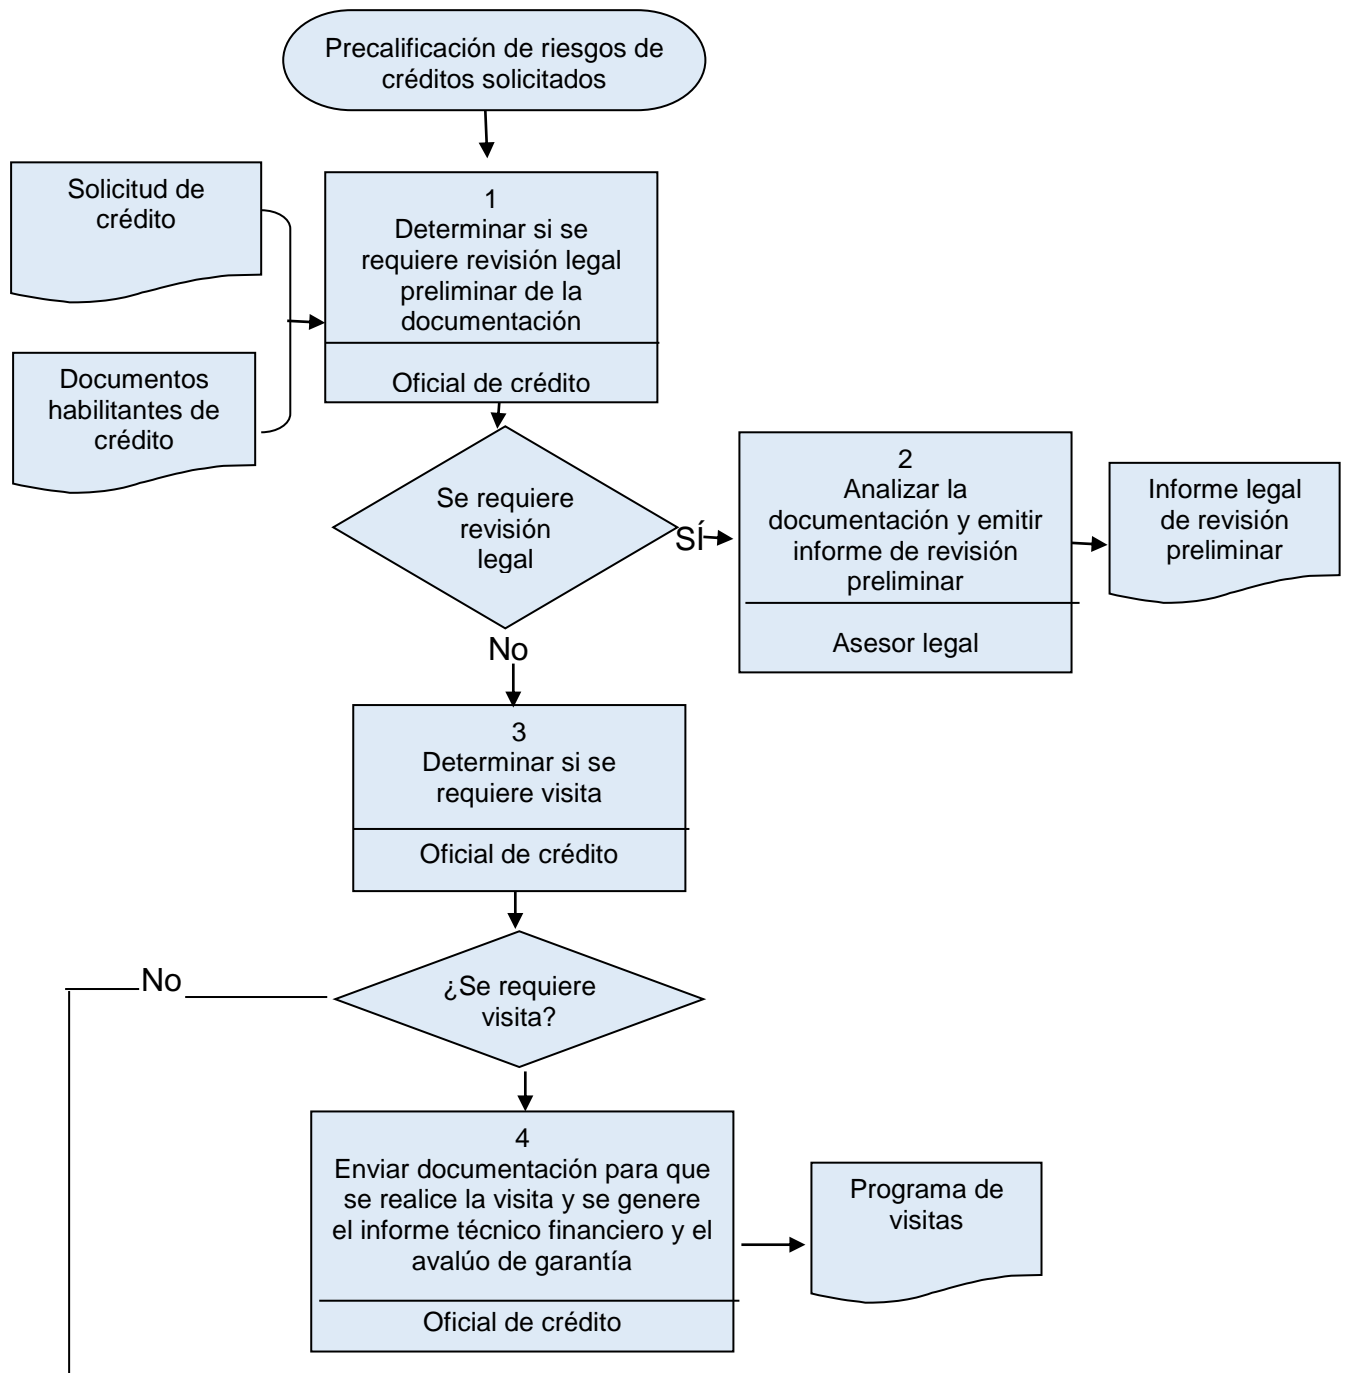 Precalificación de riesgos de
créditos solicitados
Solicitud de
crédito
1
Determinar si se
requiere revisión legal
preliminar de la
documentación
Oficial de crédito
Documentos
habilitantes de
crédito
Se requiere
revisión
legal
SÍ
2
Analizar la
documentación y emitir
informe de revisión
preliminar
Asesor legal
Informe legal
de revisión
preliminar
No
3
Determinar si se
requiere visita
Oficial de crédito
¿Se requiere
visita?
No
4
Enviar documentación para que
se realice la visita y se genere
el informe técnico financiero y el
avalúo de garantía
Oficial de crédito
Programa de
visitas